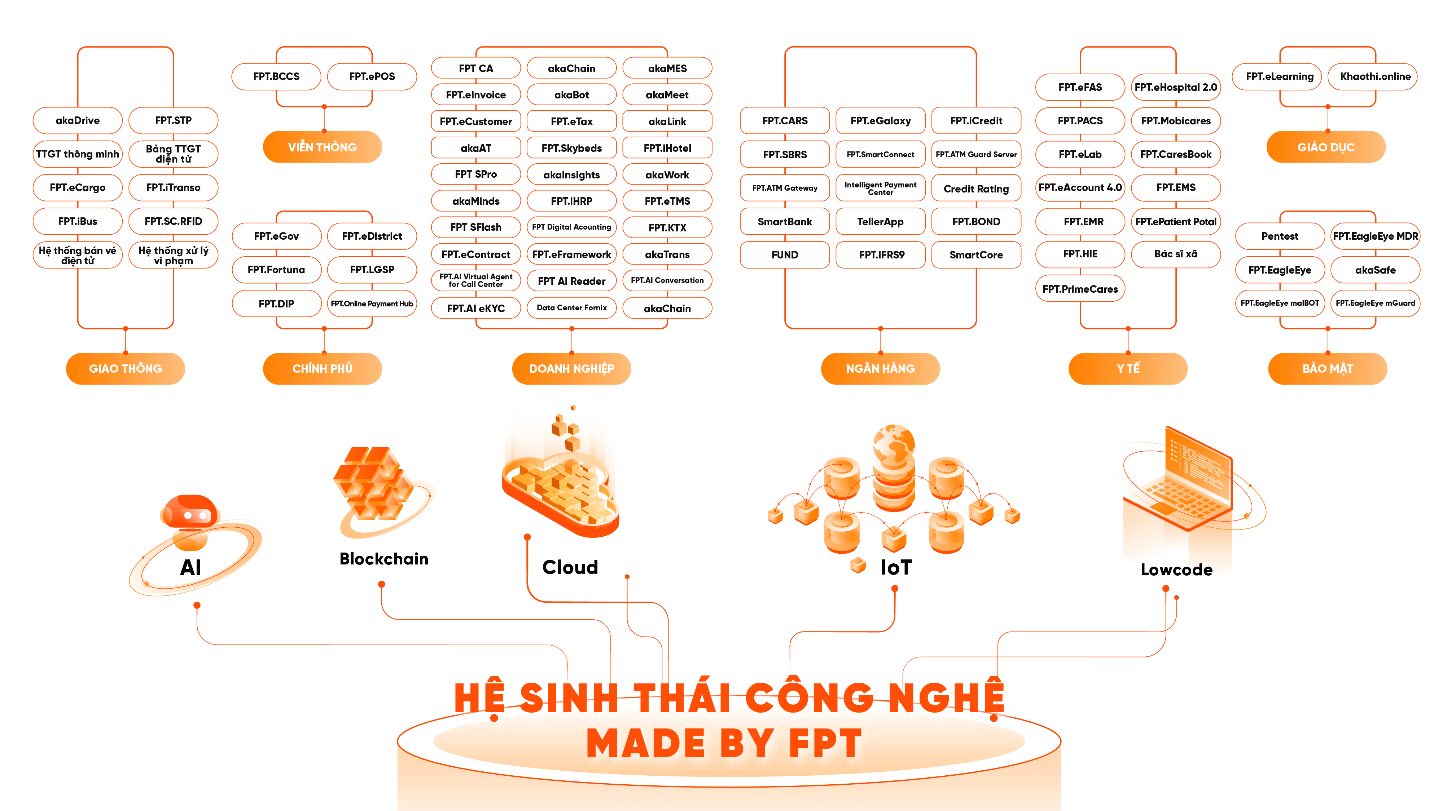 akaDrive
FPT.STP
TTGT thông minh
Bảng TTGT
điện tử
FPT.eCargo
FPT.iTranso
FPT.iBus
FPT.SC.RFID
Hệ thống bán vé
điện tử
Hệ thống xử lý
vi phạm
GIAO THÔNG
FPT.BCCS
FPT.ePOS
VIỄN THÔNG
FPT.eGov
FPT.eDistrict
FPT.Fortuna
FPT.LGSP
FPT.DIP
FPT.Online Payment Hub
CHÍNH PHỦ
FPT CA
akaChain
akaMES
FPT.eInvoice
akaBot
akaMeet
FPT.eCustomer
FPT.eTax
akaLink
akaAT
FPT.Skybeds
FPT.iHotel
FPT SPro
akaInsights
akaWork
akaMinds
FPT.iHRP
FPT.eTMS
FPT SFlash
FPT Digital Acounting
FPT.KTX
FPT.eContract
FPT.eFramework
akaTrans
FPT.AI Virtual Agent
for Call Center
FPT AI Reader
FPT.AI Conversation
FPT.AI eKYC
Data Center Fornix
akaChain
DOANH NGHIỆP
FPT.CARS
FPT.eGalaxy
FPT.iCredit
FPT.SBRS
FPT.SmartConnect
FPT.ATM Guard Server
FPT.ATM Gateway
Intelligent Payment
Center
Credit Rating
SmartBank
TellerApp
FPT.BOND
FUND
FPT.IFRS9
SmartCore
NGÂN HÀNG
FPT.eFAS
FPT.eHospital 2.0
FPT.PACS
FPT.Mobicares
FPT.eLab
FPT.CaresBook
FPT.eAccount 4.0
FPT.EMS
FPT.EMR
FPT.ePatient Potal
FPT.HIE
Bác sĩ xã
FPT.PrimeCares
Y TẾ
FPT.eLearning
Khaothi.online
GIÁO DỤC
Pentest
FPT.EagleEye MDR
FPT.EagleEye
akaSafe
FPT.EagleEye malBOT
FPT.EagleEye mGuard
BẢO MẬT
AI
Blockchain
Cloud
IoT
Lowcode
HỆ SINH THÁI CÔNG NGHỆ
MADE BY FPT